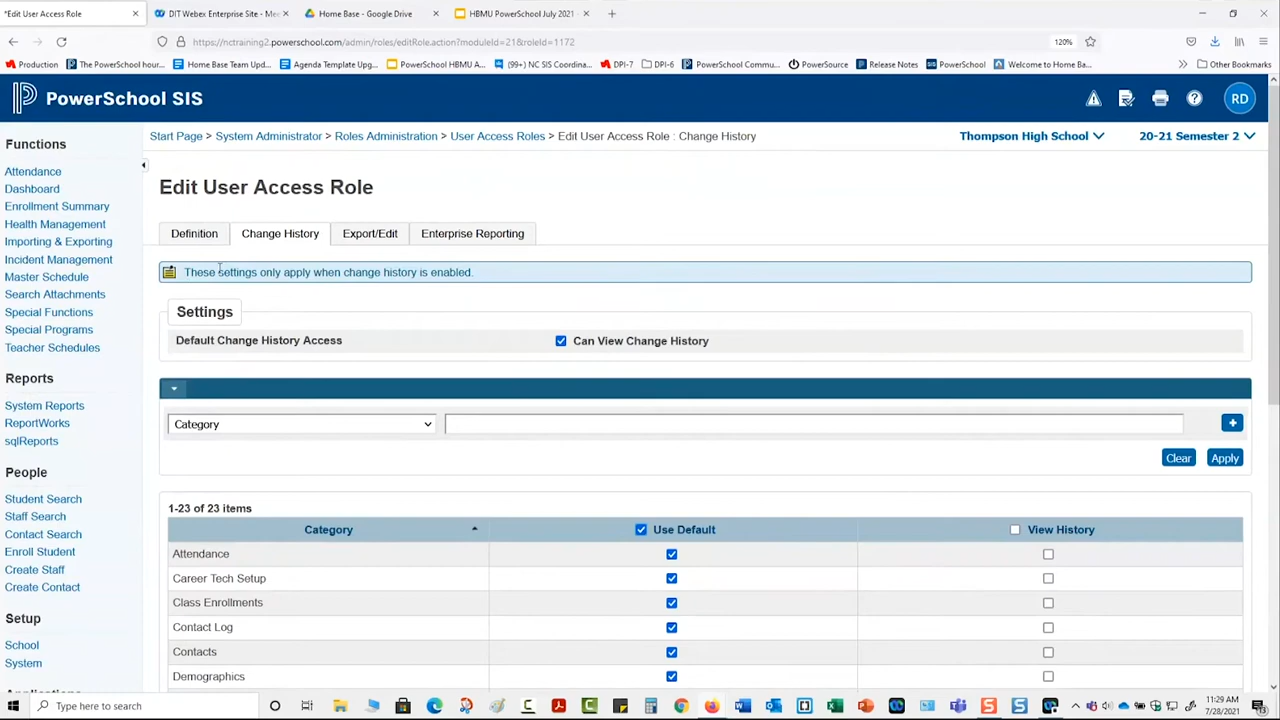 *Edit User Access Role
DIT Webex Enterprise Site - Me
Home Base - Google Drive
HBMU PowerSchool July 2021
https://nctraining2.powerschool.com/admin/roles/editRole.action?moduleId=21&roleId=1172
120%
Production
The PowerSchool hour...
Home Base Team Upd...
Agenda Template Upg...
PowerSchool HBMU A...
(99+) NC SIS Coordina...
DPI-7
DPI-6
PowerSchool Commu...
PowerSource
Release Notes
PowerSchool
Welcome to Home Ba...
Other Bookmarks
PowerSchool SIS
RD
Functions
Attendance
Dashboard
Enrollment Summary
Health Management
Importing & Exporting
Incident Management
Master Schedule
Search Attachments
Special Functions
Special Programs
Teacher Schedules
Reports
System Reports
ReportWorks
sqlReports
People
Student Search
Staff Search
Contact Search
Enroll Student
Create Staff
Create Contact
Setup
School
System
Start Page > System Administrator > Roles Administration > User Access Roles > Edit User Access Role : Change History
Thompson High School
20-21 Semester 2
Edit User Access Role
Definition
Change History
Export/Edit
Enterprise Reporting
These settings only apply when change history is enabled.
Settings
Default Change History Access
Can View Change History
Category
Clear
Apply
1-23 of 23 items
Category
Use Default
View History
Attendance
Career Tech Setup
Class Enrollments
Contact Log
Contacts
Demographics
Type here to search
11:29 AM
7/28/2021